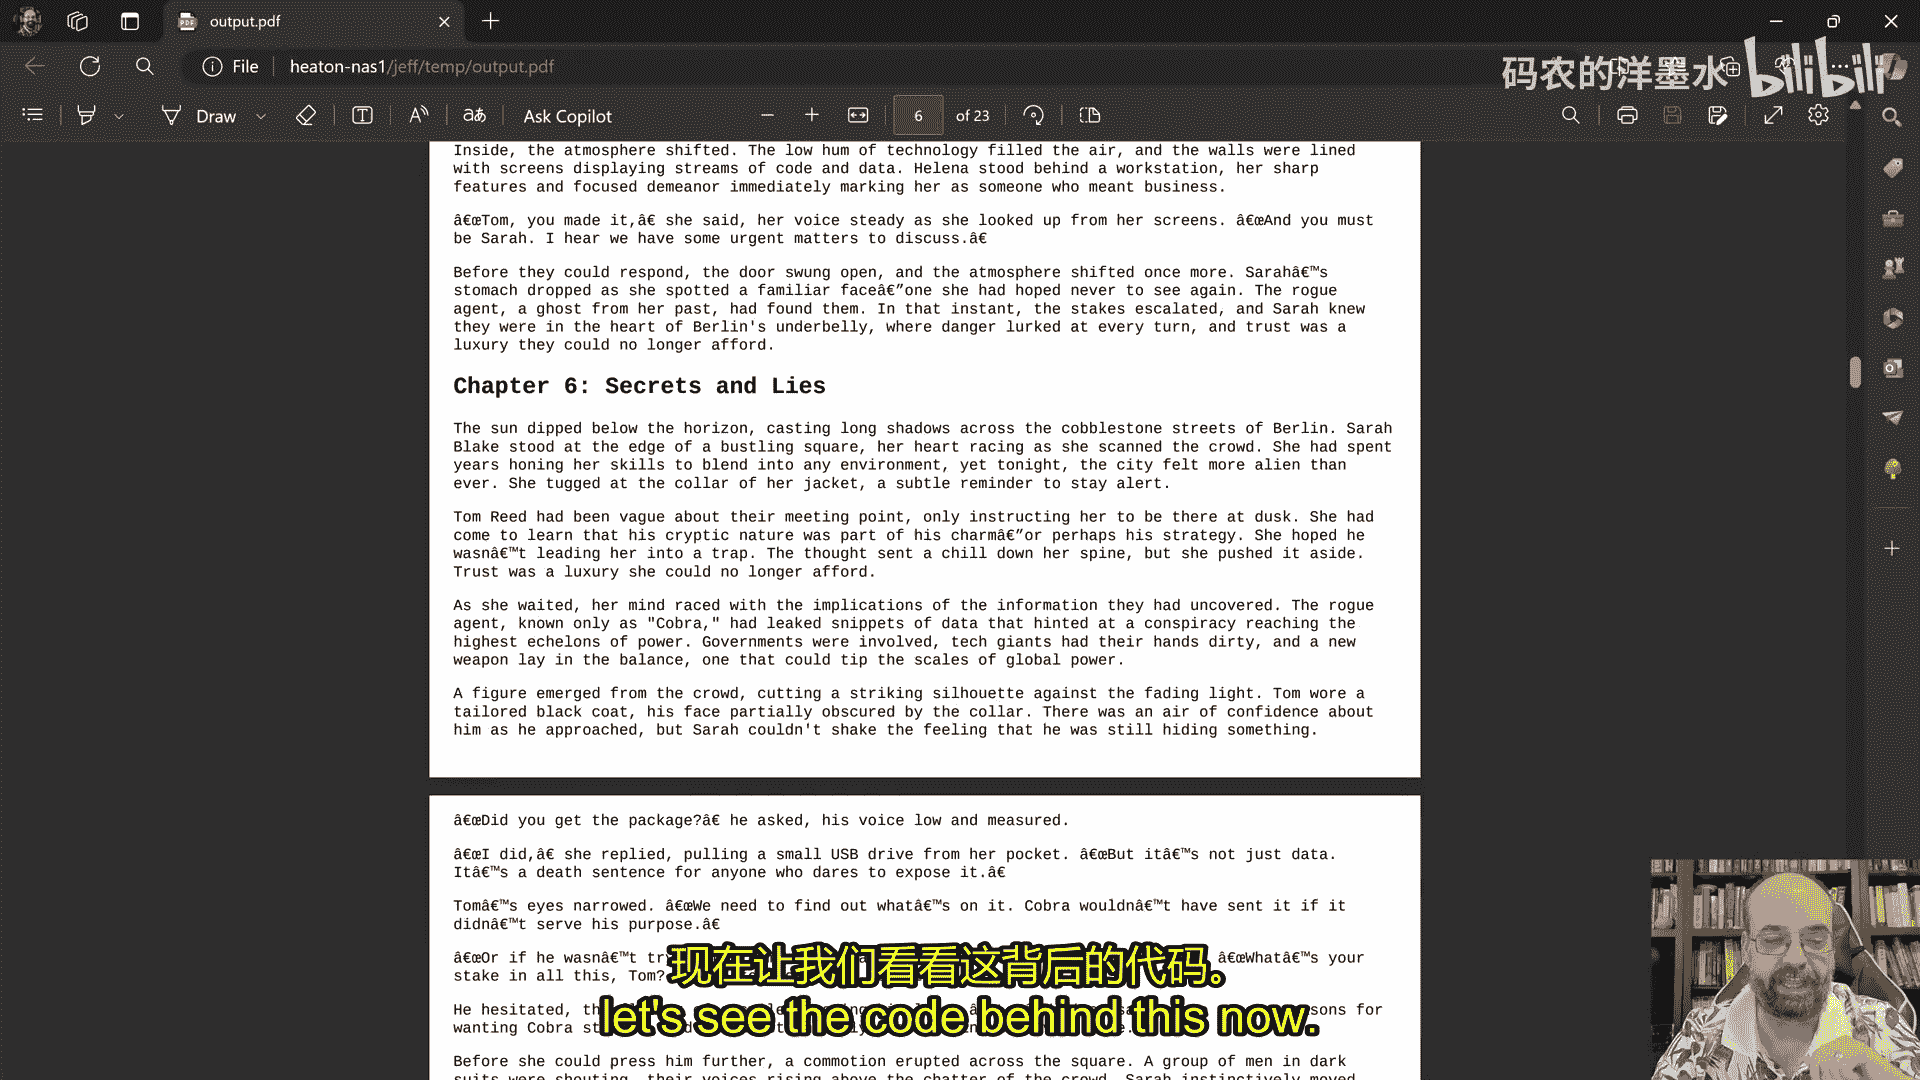 output.pdf
File heaton-nas1/jeff/temp/output.pdf
码农的洋墨水 bilibili
Draw Ask Copilot 6 of 23
Inside, the atmosphere shifted. The low hum of technology filled the air, and the walls were lined
with screens displaying streams of code and data. Helena stood behind a workstation, her sharp
features and focused demeanor immediately marking her as someone who meant business.
â€œTom, you made it,â€ she said, her voice steady as she looked up from her screens. â€œAnd you must
be Sarah. I hear we have some urgent matters to discuss.â€
Before they could respond, the door swung open, and the atmosphere shifted once more. Sarahâ€™s
stomach dropped as she spotted a familiar faceâ€”one she had hoped never to see again. The rogue
agent, a ghost from her past, had found them. In that instant, the stakes escalated, and Sarah knew
they were in the heart of Berlin's underbelly, where danger lurked at every turn, and trust was a
luxury they could no longer afford.
Chapter 6: Secrets and Lies
The sun dipped below the horizon, casting long shadows across the cobblestone streets of Berlin. Sarah
Blake stood at the edge of a bustling square, her heart racing as she scanned the crowd. She had spent
years honing her skills to blend into any environment, yet tonight, the city felt more alien than
ever. She tugged at the collar of her jacket, a subtle reminder to stay alert.
Tom Reed had been vague about their meeting point, only instructing her to be there at dusk. She had
come to learn that his cryptic nature was part of his charmâ€”or perhaps his strategy. She hoped he
wasnâ€™t leading her into a trap. The thought sent a chill down her spine, but she pushed it aside.
Trust was a luxury she could no longer afford.
As she waited, her mind raced with the implications of the information they had uncovered. The rogue
agent, known only as "Cobra," had leaked snippets of data that hinted at a conspiracy reaching the
highest echelons of power. Governments were involved, tech giants had their hands dirty, and a new
weapon lay in the balance, one that could tip the scales of global power.
A figure emerged from the crowd, cutting a striking silhouette against the fading light. Tom wore a
tailored black coat, his face partially obscured by the collar. There was an air of confidence about
him as he approached, but Sarah couldn't shake the feeling that he was still hiding something.
â€œDid you get the package?â€ he asked, his voice low and measured.
â€œI did,â€ she replied, pulling a small USB drive from her pocket. â€œBut itâ€™s not just data.
Itâ€™s a death sentence for anyone who dares to expose it.â€
Tomâ€™s eyes narrowed. â€œWe need to find out whatâ€™s on it. Cobra wouldnâ€™t have sent it if it
didnâ€™t serve his purpose.â€
â€œOr if he wasnâ€™t â€œWhatâ€™s your
stake in all this, Tom?
现在让我们看看这背后的代码。
He hesitated, for
wanting Cobra
let's see the code behind this now.
Before she could press him further, a commotion erupted across the square. A group of men in dark
suits were shouting, their voices rising above the chatter of the crowd. Sarah instinctively moved